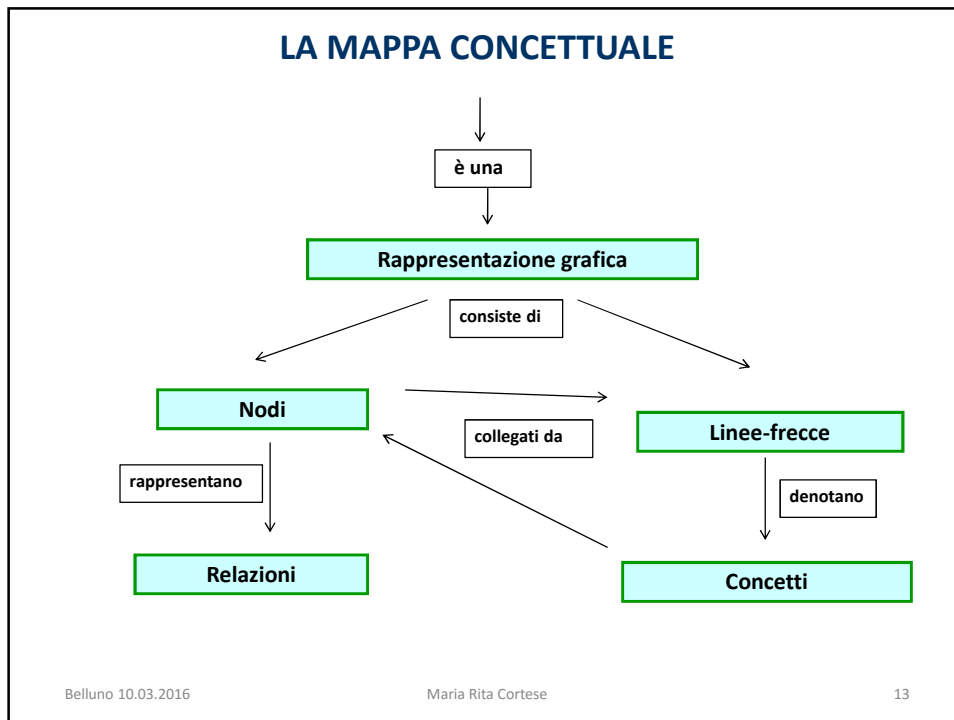 LA MAPPA CONCETTUALE
è una
Rappresentazione grafica
consiste di
Nodi
collegati da
Linee-frecce
rappresentano
denotano
Relazioni
Concetti
Belluno 10.03.2016
Maria Rita Cortese
13